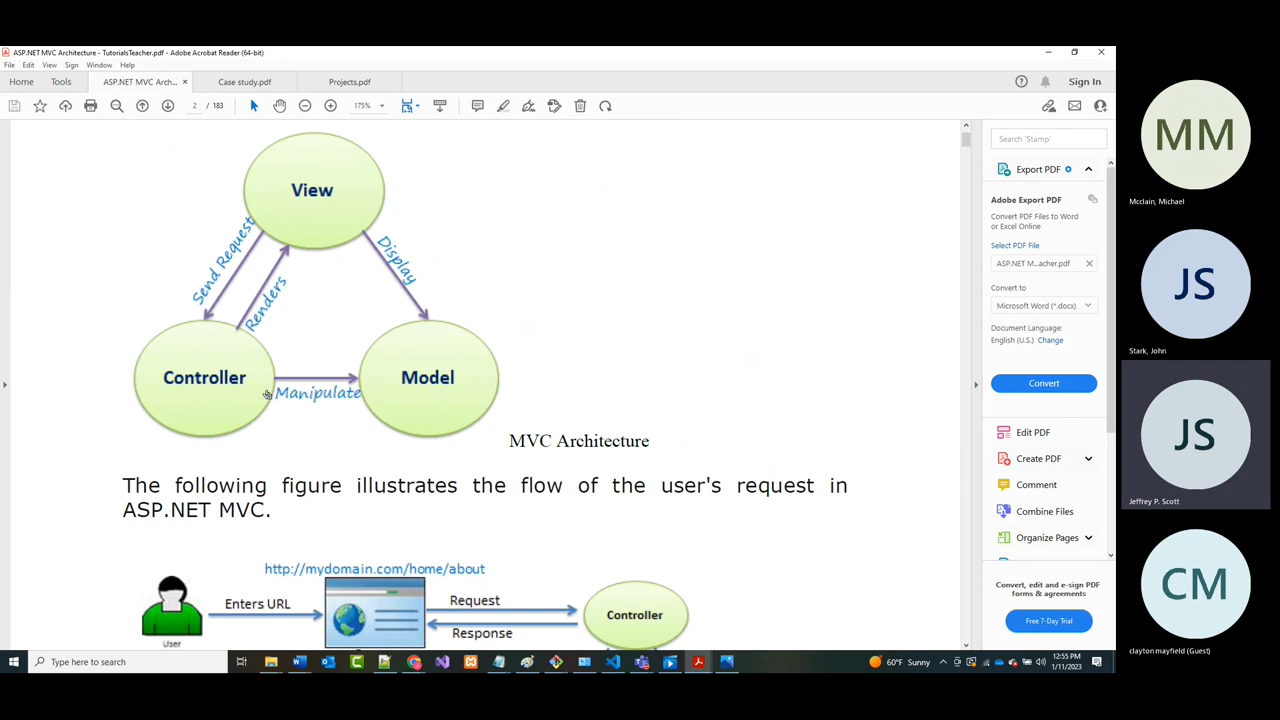 ASP.NET MVC Architecture - TutorialsTeacher.pdf - Adobe Acrobat Reader (64-bit)
File Edit View Sign Window Help
Home Tools ASP.NET MVC Arch... × Case study.pdf Projects.pdf Sign In
2 / 183 175%
View
Send Request
Renders
Display
Controller
Manipulate
Model
MVC Architecture
The following figure illustrates the flow of the user's request in
ASP.NET MVC.
http://mydomain.com/home/about
Enters URL
Request
Response
Controller
User
Search 'Stamp'
Export PDF
Adobe Export PDF
Convert PDF Files to Word
or Excel Online
Select PDF File
ASP.NET M...acher.pdf
Convert to
Microsoft Word (*.docx)
Document Language:
English (U.S.) Change
Convert
Edit PDF
Create PDF
Comment
Combine Files
Organize Pages
Convert, edit and e-sign PDF
forms & agreements
Free 7-Day Trial
Type here to search
60°F Sunny
12:55 PM
1/11/2023
MM
Mcclain, Michael
JS
Stark, John
JS
Jeffrey P. Scott
CM
clayton mayfield (Guest)